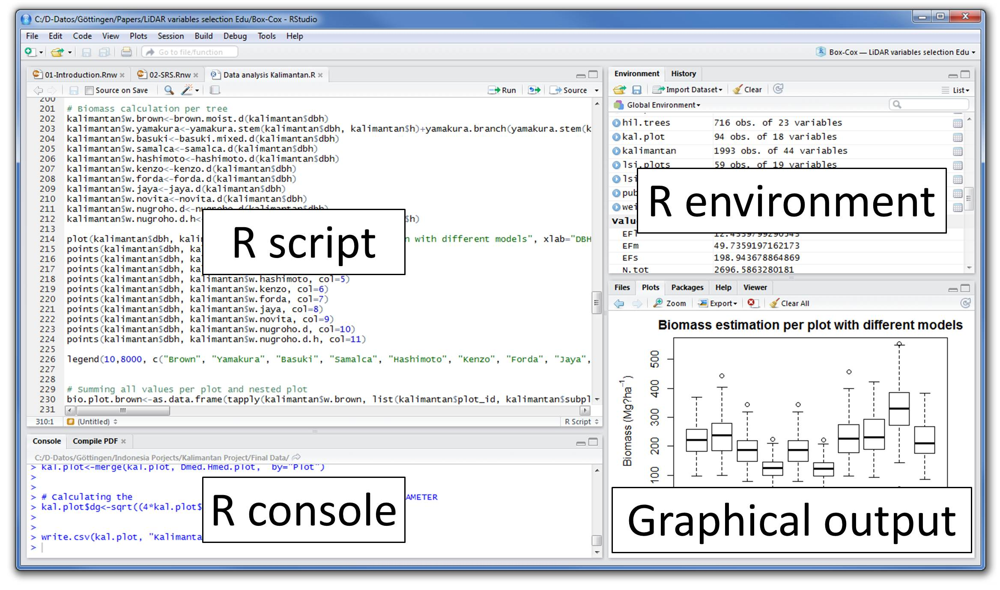 C:/D-Datos/Göttingen/Papers/LiDAR variables selection Edu/Box-Cox - RStudio
File Edit Code View Plots Session Build Debug Tools Help
Go to file/function
Box-Cox — LiDAR variables selection Edu
01-Introduction.Rnw
02-SRS.Rnw
Data analysis Kalimantan.R
Source on Save
Run
Source
200
201 # Biomass calculation per tree
202 kalimantan$w.brown<-brown.moist.d(kalimantan$dbh)
203 kalimantan$w.yamakura<-yamakura.stem(kalimantan$dbh, kalimantan$h)+yamakura.branch(yamakura.stem(k
204 kalimantan$w.basuki<-basuki.mixed.d(kalimantan$dbh)
205 kalimantan$w.samalca<-samalca.d(kalimantan$dbh)
206 kalimantan$w.hashimoto<-hashimoto.d(kalimantan$dbh)
207 kalimantan$w.kenzo<-kenzo.d(kalimantan$dbh)
208 kalimantan$w.forda<-forda.d(kalimantan$dbh)
209 kalimantan$w.jaya<-jaya.d(kalimantan$dbh)
210 kalimantan$w.novita<-novita.d(kalimantan$dbh)
211 kalimantan$w.nugroho.d<-nugroho.d(kalimantan$dbh)
212 kalimantan$w.nugroho.d.h<- $h)
213
214 plot(kalimantan$dbh, kalim n with different models", xlab="DBH
215 points(kalimantan$dbh, ka
216 points(kalimantan$dbh, ka
217 points(kalimantan$dbh, ka
218 points(kalimantan$dbh, kalimantan$w.hashimoto, col=5)
219 points(kalimantan$dbh, kalimantan$w.kenzo, col=6)
220 points(kalimantan$dbh, kalimantan$w.forda, col=7)
221 points(kalimantan$dbh, kalimantan$w.jaya, col=8)
222 points(kalimantan$dbh, kalimantan$w.novita, col=9)
223 points(kalimantan$dbh, kalimantan$w.nugroho.d, col=10)
224 points(kalimantan$dbh, kalimantan$w.nugroho.d.h, col=11)
225
226 legend(10,8000, c("Brown", "Yamakura", "Basuki", "Samalca", "Hashimoto", "Kenzo", "Forda", "Jaya",
227
228
229 # Summing all values per plot and nested plot
230 bio.plot.brown<-as.data.frame(tapply(kalimantan$w.brown, list(kalimantan$plot_id, kalimantan$subpl
231
R script
310:1 (Untitled) R Script
Console Compile PDF
C:/D-Datos/Göttingen/Indonesia Porjects/Kalimantan Project/Final Data/
> kal.plot<-merge(kal.plot, Dmed.Hmed.plot, by="Plot")
>
>
> # Calculating the AMETER
> kal.plot$dg<-sqrt((4*kal.plot$
>
>
> write.csv(kal.plot, "Kalimanta
>
R console
Environment History
Import Dataset Clear List
Global Environment
hil.trees 716 obs. of 23 variables
kal.plot 94 obs. of 18 variables
kalimantan 1993 obs. of 44 variables
lsi.plots 59 obs. of 19 variables
lsi
pub
wei
Valu
EFl
EFm 49.7359197162173
EFs 198.943678864869
N.tot 2696.5863280181
R environment
Files Plots Packages Help Viewer
Zoom Export Clear All
Biomass estimation per plot with different models
Biomass (Mg?ha⁻¹)
500
400
300
200
100
Graphical output